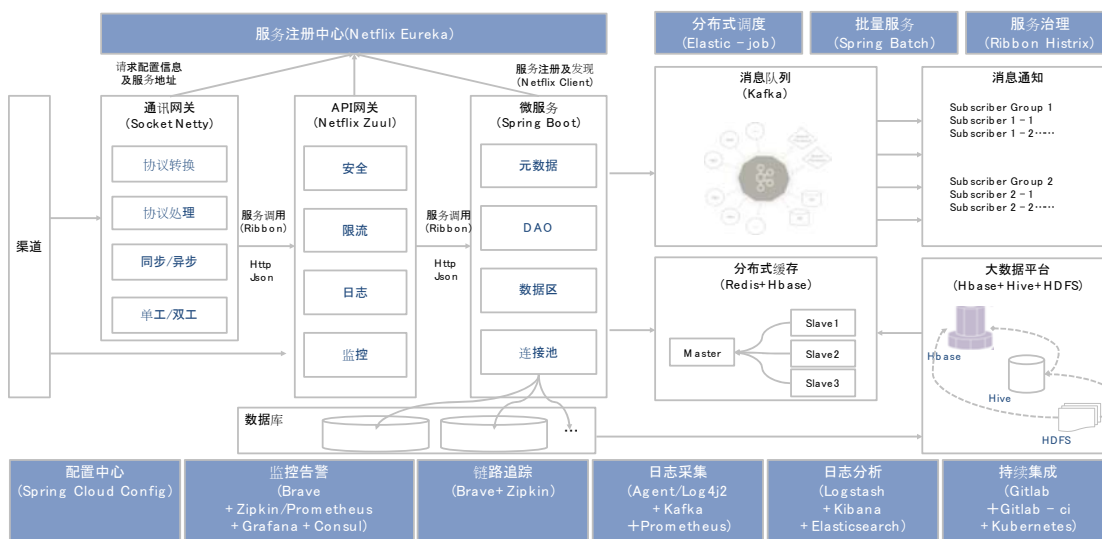 服务注册中心(Netflix Eureka)
分布式调度
(Elastic – job)
批量服务
(Spring Batch)
服务治理
(Ribbon Histrix)
请求配置信息
及服务地址
服务注册及发现
(Netflix Client)
渠道
通讯网关
(Socket Netty)
协议转换
协议处理
同步/异步
单工/双工
服务调用
(Ribbon)
Http
Json
API网关
(Netflix Zuul)
安全
限流
日志
监控
服务调用
(Ribbon)
Http
Json
微服务
(Spring Boot)
元数据
DAO
数据区
连接池
消息队列
(Kafka)
消息通知
Subscriber Group 1
Subscriber 1 – 1
Subscriber 1 – 2……
Subscriber Group 2
Subscriber 2 – 1
Subscriber 2 – 2……
分布式缓存
(Redis+Hbase)
Master
Slave1
Slave2
Slave3
大数据平台
(Hbase+Hive+HDFS)
Hbase
Hive
HDFS
数据库
…
配置中心
(Spring Cloud Config)
监控告警
(Brave
+ Zipkin/Prometheus
+ Grafana + Consul)
链路追踪
(Brave+ Zipkin)
日志采集
(Agent/Log4j2
+ Kafka
+Prometheus)
日志分析
(Logstash
+ Kibana
+ Elasticsearch)
持续集成
(Gitlab
+Gitlab – ci
+ Kubernetes)